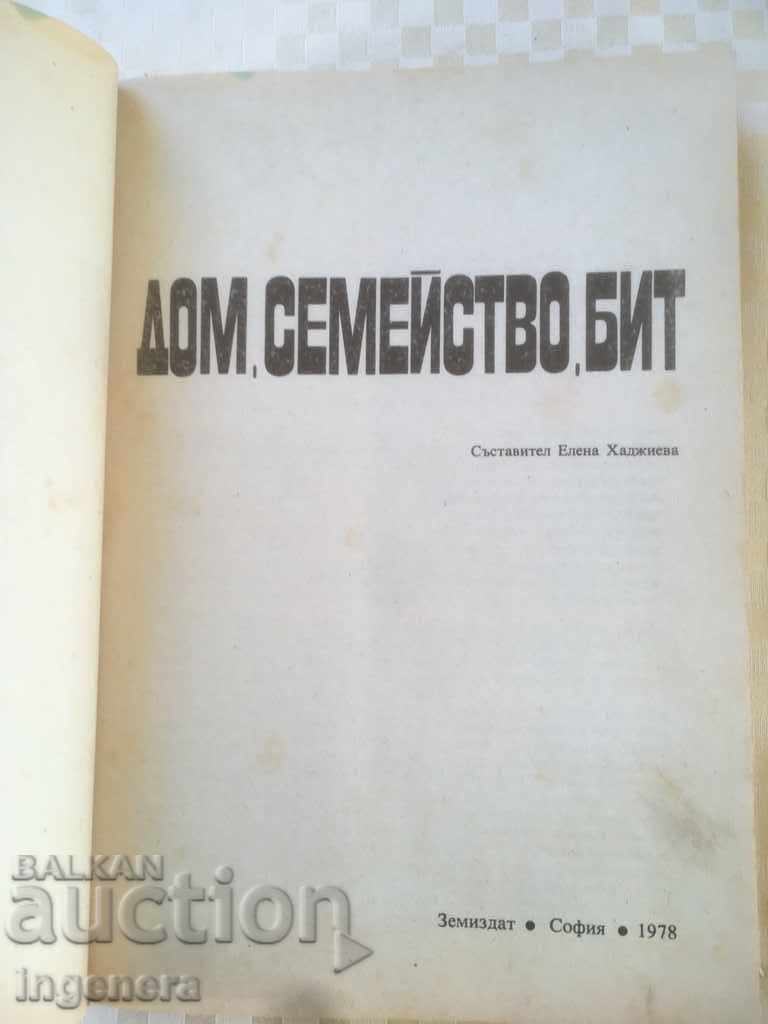 ДОМ, СЕМЕЙСТВО, БИТ
Съставител Елена Хаджиева
Земиздат • София • 1978
BALKAN
auction
ingenera